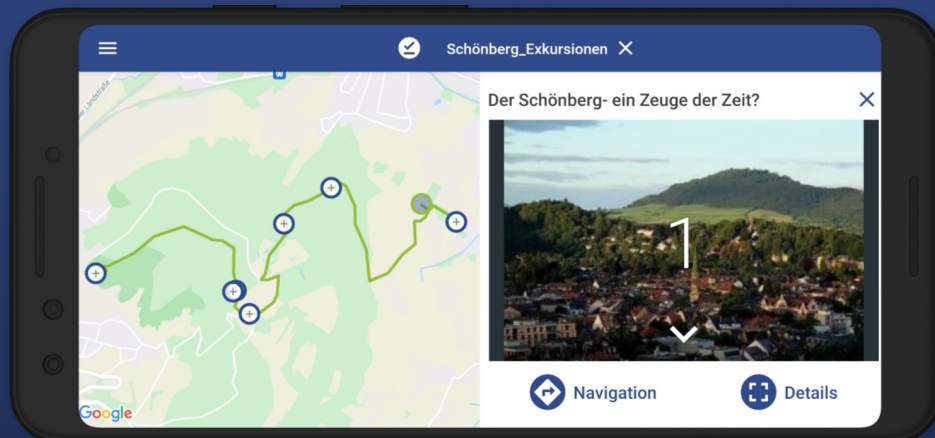 Schönberg_Exkursionen
Der Schönberg- ein Zeuge der Zeit?
1
Navigation
Details
Google